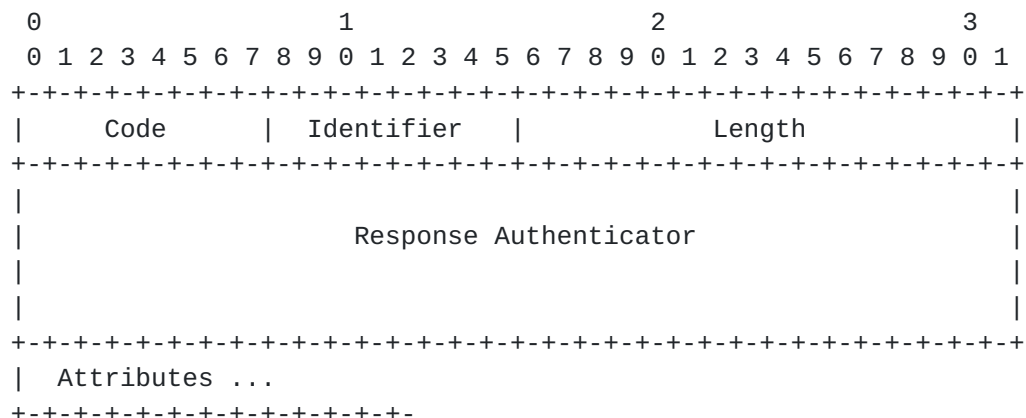 0                   1                   2                   3
 0 1 2 3 4 5 6 7 8 9 0 1 2 3 4 5 6 7 8 9 0 1 2 3 4 5 6 7 8 9 0 1
+-+-+-+-+-+-+-+-+-+-+-+-+-+-+-+-+-+-+-+-+-+-+-+-+-+-+-+-+-+-+-+-+
|     Code      |  Identifier   |            Length             |
+-+-+-+-+-+-+-+-+-+-+-+-+-+-+-+-+-+-+-+-+-+-+-+-+-+-+-+-+-+-+-+-+
|                                                               |
|                     Response Authenticator                    |
|                                                               |
|                                                               |
+-+-+-+-+-+-+-+-+-+-+-+-+-+-+-+-+-+-+-+-+-+-+-+-+-+-+-+-+-+-+-+-+
|  Attributes ...
+-+-+-+-+-+-+-+-+-+-+-+-+-